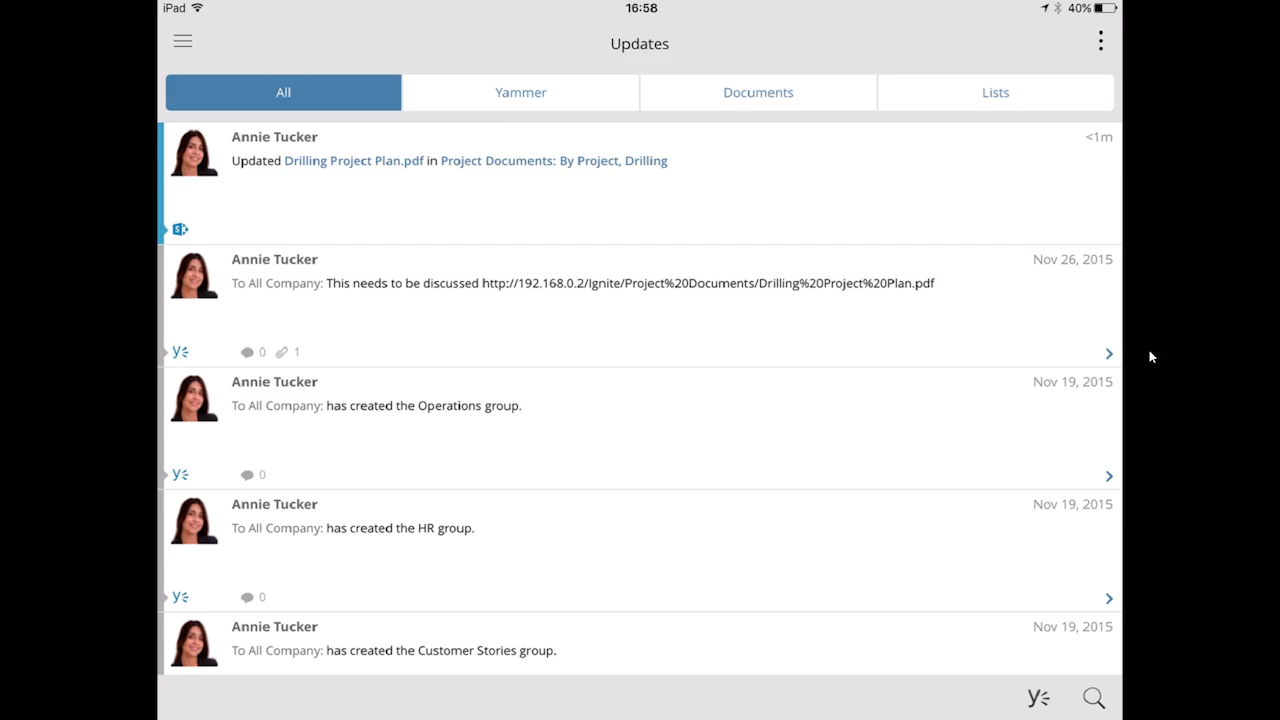 iPad 16:58 40%
Updates
All Yammer Documents Lists
Annie Tucker <1m
Updated Drilling Project Plan.pdf in Project Documents: By Project, Drilling
Annie Tucker Nov 26, 2015
To All Company: This needs to be discussed http://192.168.0.2/Ignite/Project%20Documents/Drilling%20Project%20Plan.pdf
0 1
Annie Tucker Nov 19, 2015
To All Company: has created the Operations group.
0
Annie Tucker Nov 19, 2015
To All Company: has created the HR group.
0
Annie Tucker Nov 19, 2015
To All Company: has created the Customer Stories group.